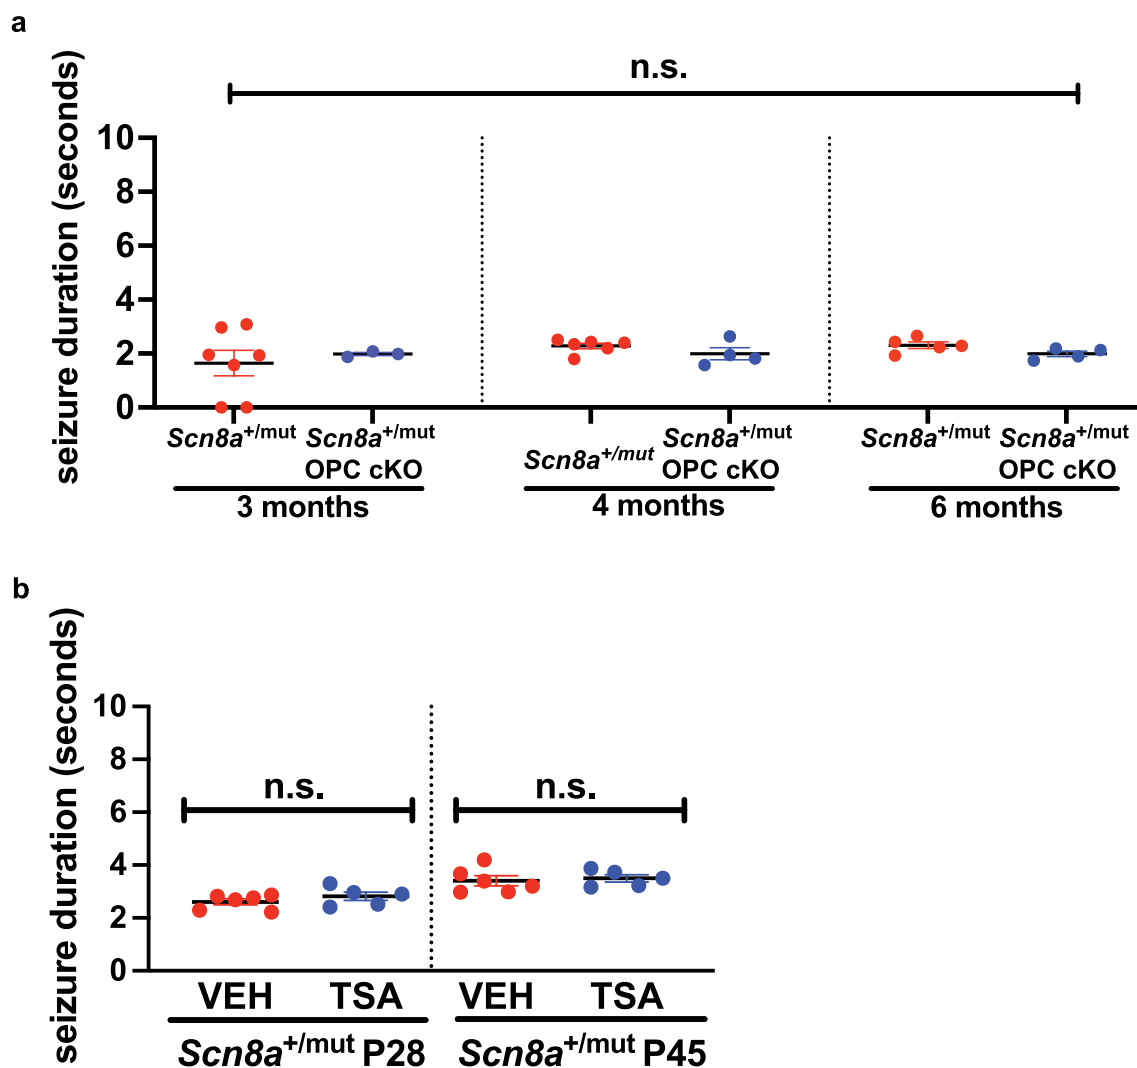 a
seizure duration (seconds)
n.s.
10
8
6
4
2
0
Scn8a+/mut
Scn8a+/mut
OPC cKO
3 months
Scn8a+/mut
Scn8a+/mut
OPC cKO
4 months
Scn8a+/mut
Scn8a+/mut
OPC cKO
6 months
b
seizure duration (seconds)
10
8
6
4
2
0
n.s.
n.s.
VEH TSA VEH TSA
Scn8a+/mut P28 Scn8a+/mut P45